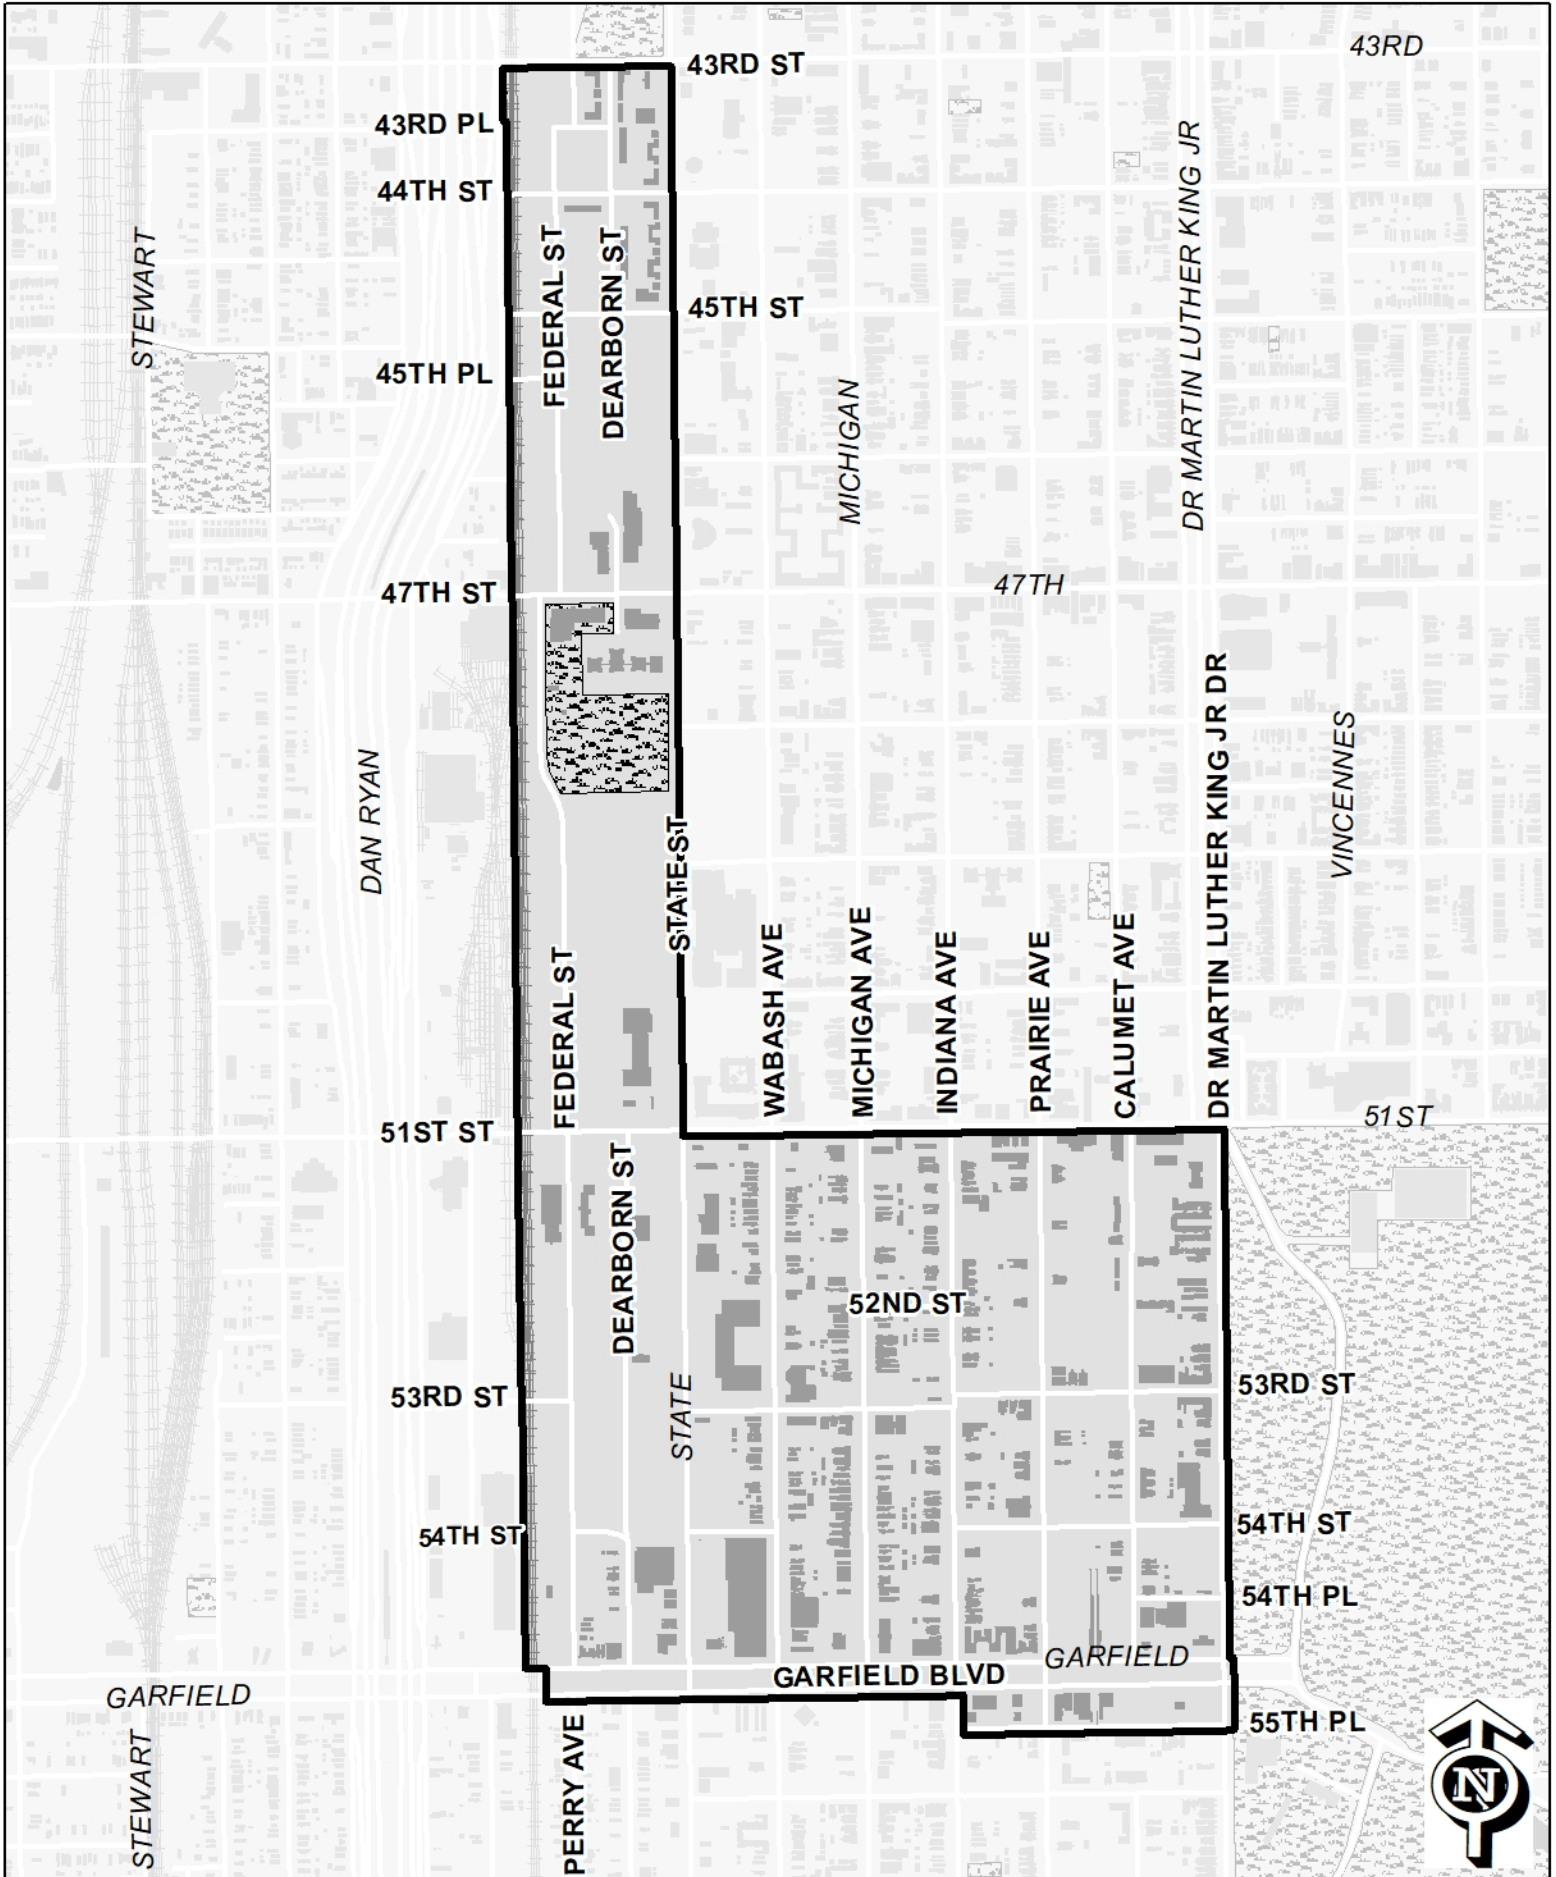 43RD
43RD ST
43RD PL
44TH ST
DR MARTIN LUTHER KING JR
STEWART
FEDERAL ST
DEARBORN ST
45TH ST
45TH PL
MICHIGAN
47TH ST
47TH
DR MARTIN LUTHER KING JR DR
VINCENNES
DAN RYAN
STATE ST
FEDERAL ST
WABASH AVE
MICHIGAN AVE
INDIANA AVE
PRAIRIE AVE
CALUMET AVE
51ST ST
51ST
DEARBORN ST
52ND ST
STATE
53RD ST
53RD ST
54TH ST
54TH ST
54TH PL
GARFIELD
GARFIELD BLVD
GARFIELD
55TH PL
STEWART
PERRY AVE
N